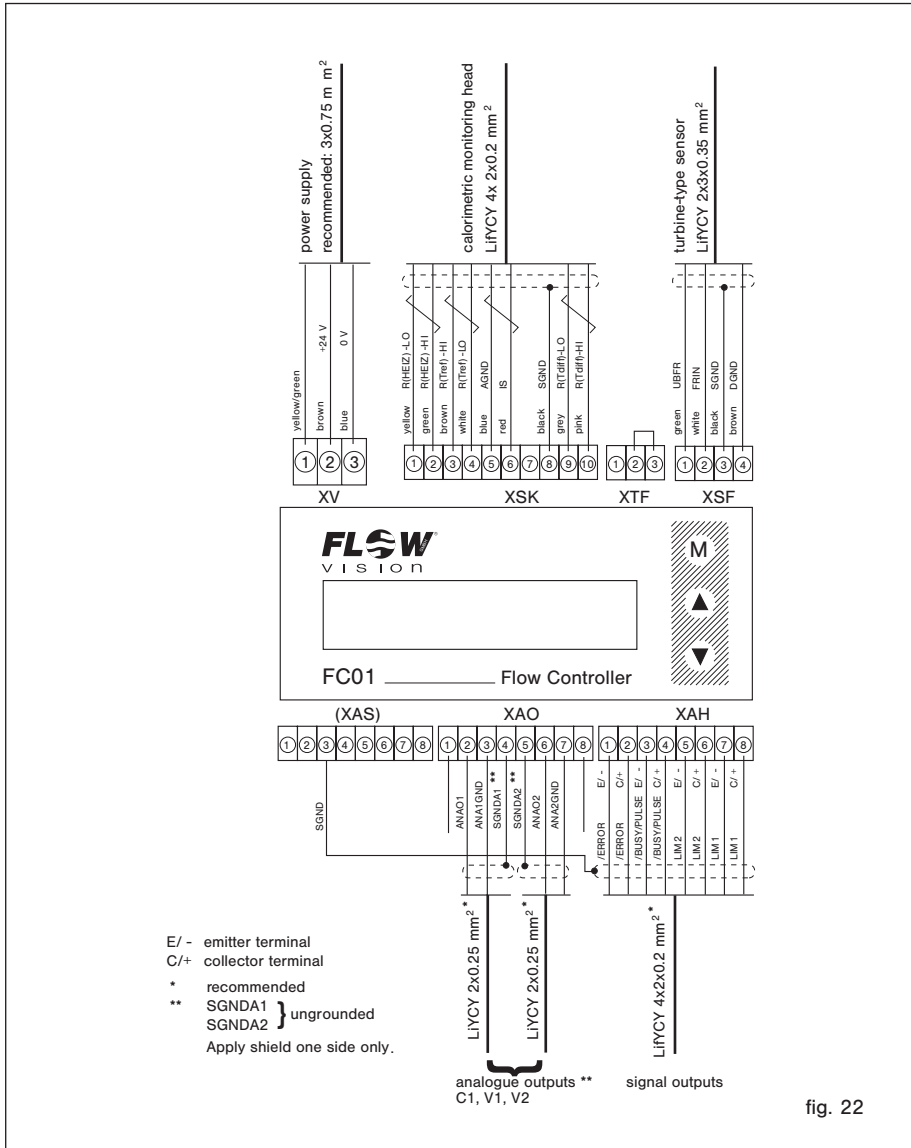 power supply
recommended: 3x0.75 m m²
calorimetric monitoring head
LifYCY 4x 2x0.2 mm²
turbine-type sensor
LifYCY 2x3x0.35 mm²
yellow/green
brown +24 V
blue 0 V
yellow R(HEIZ)-LO
green R(HEIZ)-HI
brown R(Tref)-HI
white R(Tref)-LO
blue AGND
red IS
black SGND
grey R(Tdiff)-LO
pink R(Tdiff)-HI
green UBFR
white FRIN
black SGND
brown DGND
1 2 3
1 2 3 4 5 6 7 8 9 10
1 2 3
1 2 3 4
XV XSK XTF XSF
FLOW
vision
M
FC01 Flow Controller
(XAS) XAO XAH
1 2 3 4 5 6 7 8
1 2 3 4 5 6 7 8
1 2 3 4 5 6 7 8
SGND
ANAO1
ANA1GND
SGNDA1 **
SGNDA2 **
ANAO2
ANA2GND
/ERROR E/ -
/ERROR C/+
/BUSY/PULSE E/ -
/BUSY/PULSE C/ +
LIM2 E/ -
LIM2 C/ +
LIM1 E/ -
LIM1 C/ +
LiYCY 2x0.25 mm² *
LiYCY 2x0.25 mm² *
LifYCY 4x2x0.2 mm² *
E/ - emitter terminal
C/+ collector terminal
* recommended
** SGNDA1
SGNDA2 } ungrounded
Apply shield one side only.
analogue outputs **
C1, V1, V2
signal outputs
fig. 22